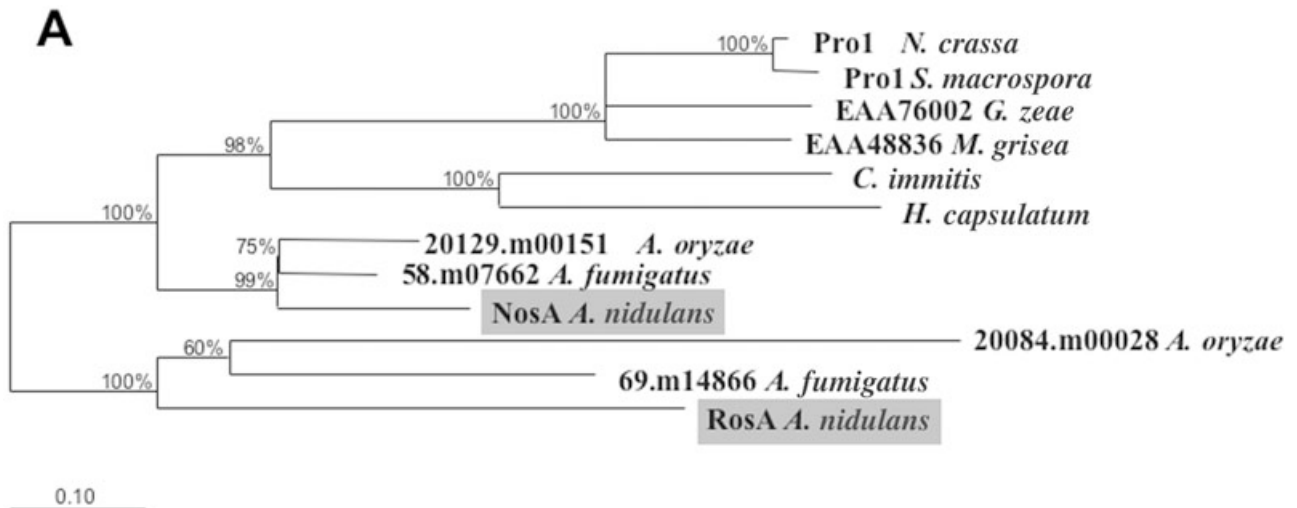 A
100% Pro1 N. crassa
Pro1 S. macrospora
EAA76002 G. zeae
100%
EAA48836 M. grisea
98%
100% C. immitis
H. capsulatum
100%
75% 20129.m00151 A. oryzae
58.m07662 A. fumigatus
99%
NosA A. nidulans
20084.m00028 A. oryzae
60%
69.m14866 A. fumigatus
100%
RosA A. nidulans
0.10